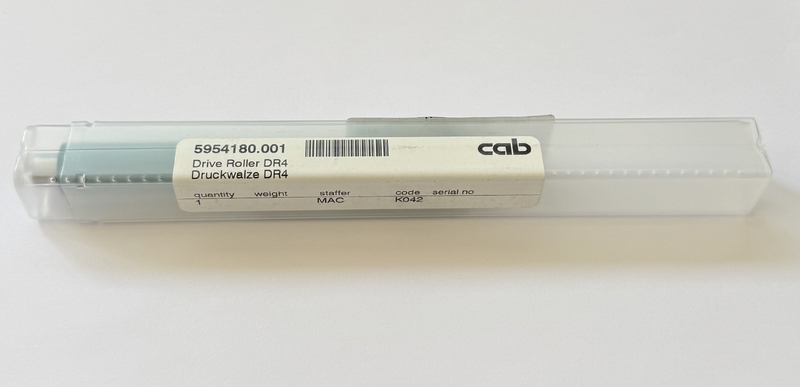 5954180.001
cab
Drive Roller DR4
Druckwalze DR4
quantity weight staffer code serial no
1 MAC K042